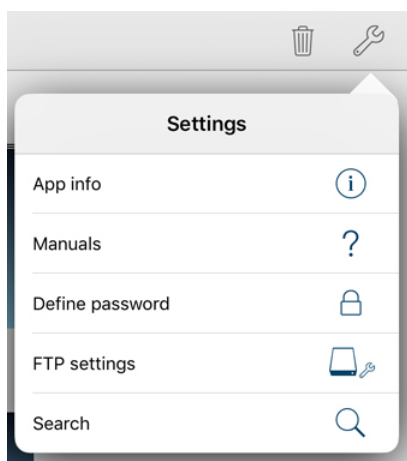 Settings
App info
Manuals
Define password
FTP settings
Search